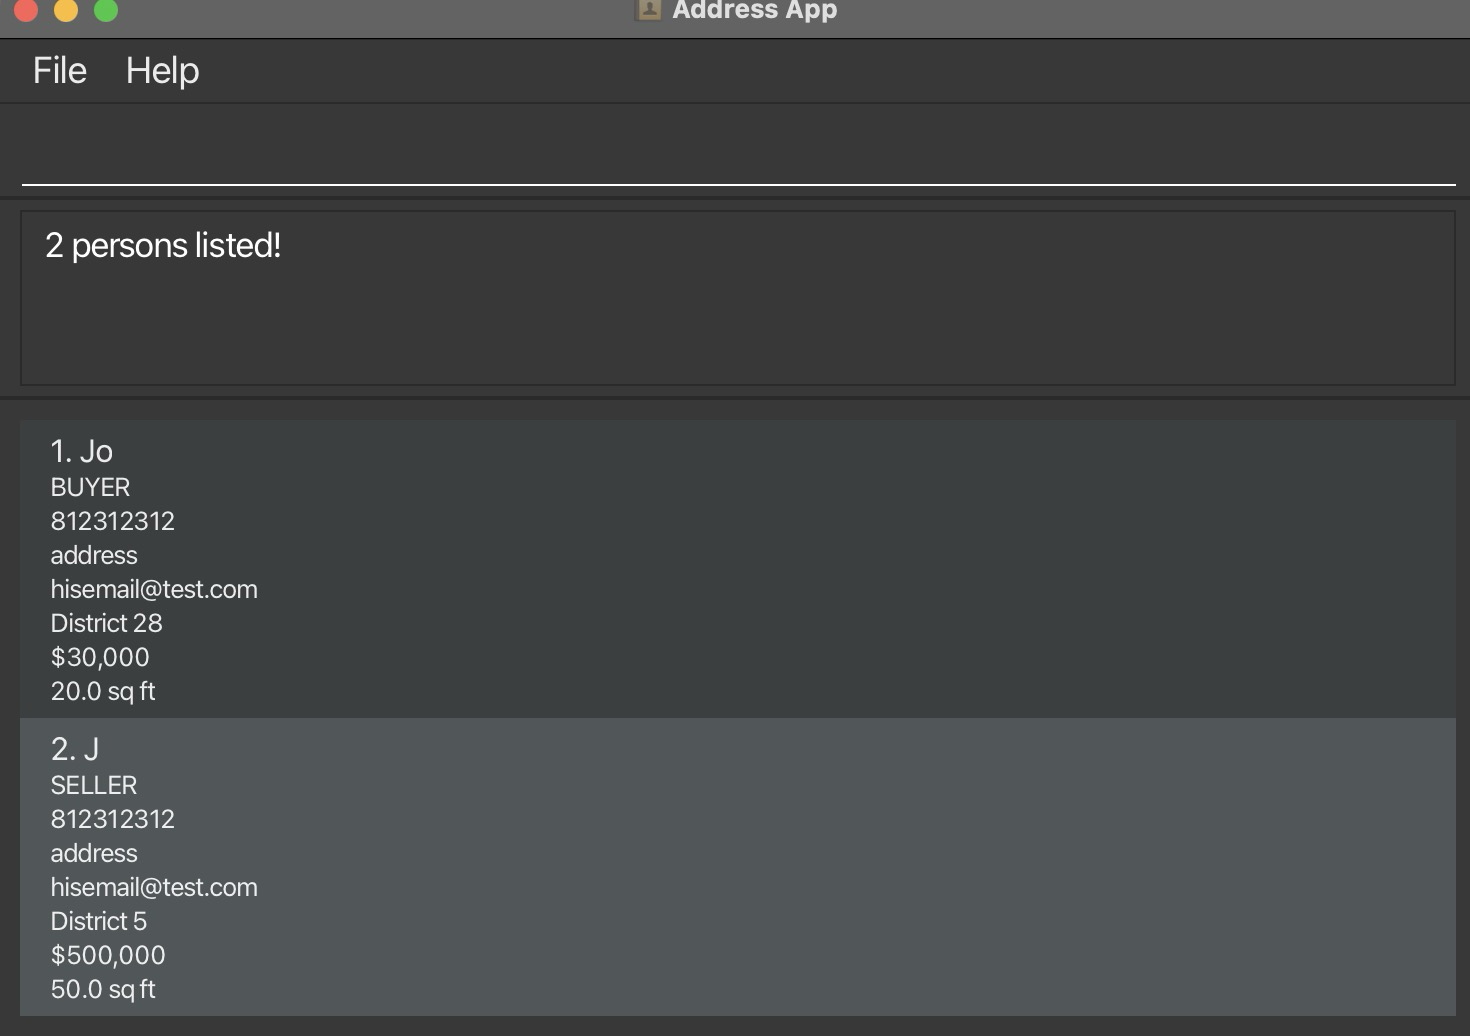 Address App
File Help
2 persons listed!
1. Jo
BUYER
812312312
address
hisemail@test.com
District 28
$30,000
20.0 sq ft
2. J
SELLER
812312312
address
hisemail@test.com
District 5
$500,000
50.0 sq ft